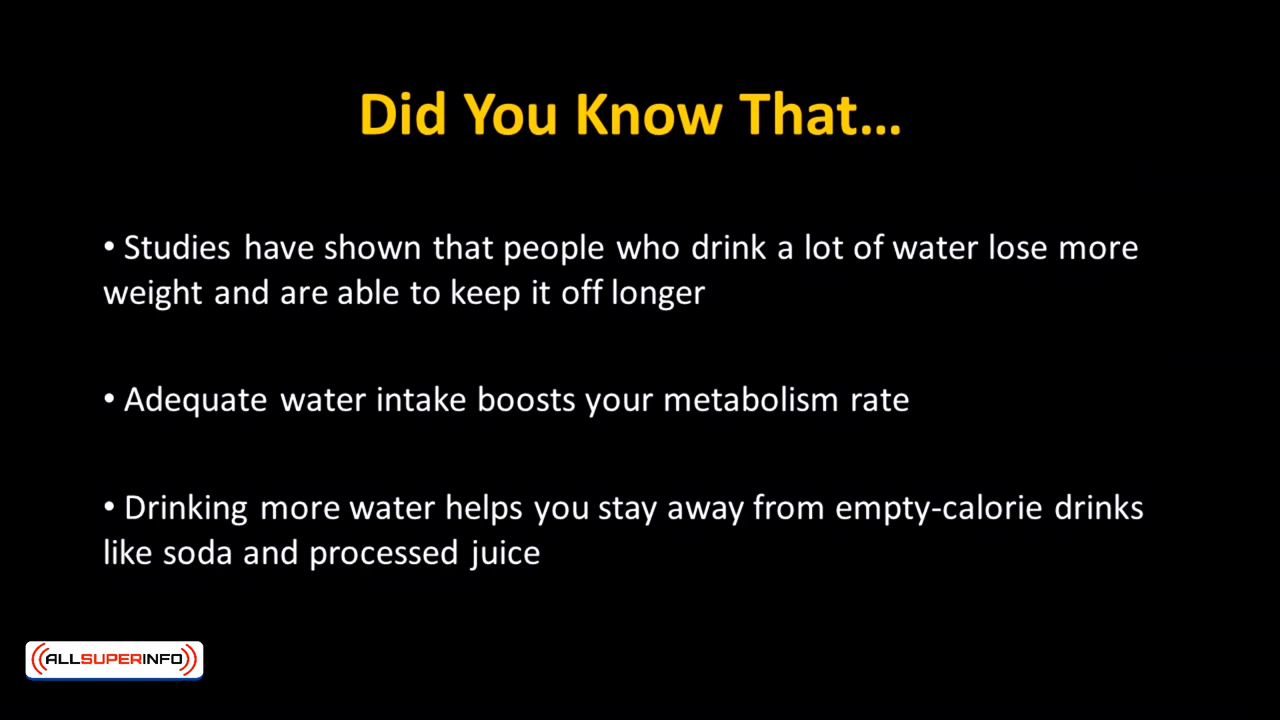 Did You Know That...
• Studies have shown that people who drink a lot of water lose more
weight and are able to keep it off longer
• Adequate water intake boosts your metabolism rate
• Drinking more water helps you stay away from empty-calorie drinks
like soda and processed juice
ALLSUPERINFO